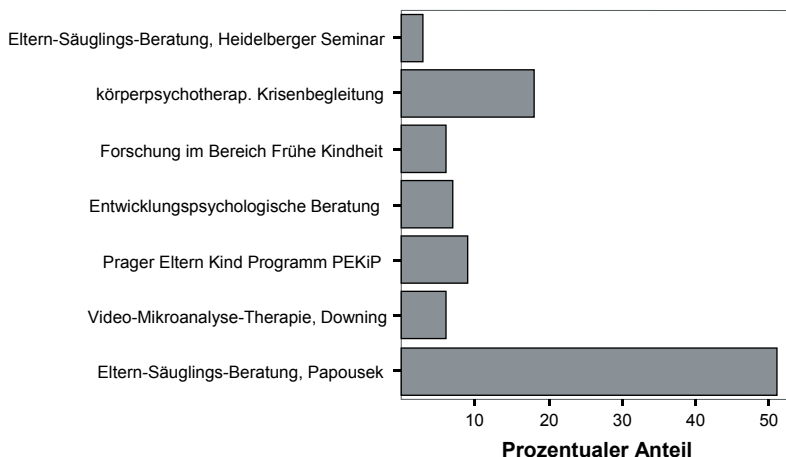 Eltern-Säuglings-Beratung, Heidelberger Seminar
körperpsychotherap. Krisenbegleitung
Forschung im Bereich Frühe Kindheit
Entwicklungspsychologische Beratung
Prager Eltern Kind Programm PEKiP
Video-Mikroanalyse-Therapie, Downing
Eltern-Säuglings-Beratung, Papousek
10 20 30 40 50
Prozentualer Anteil